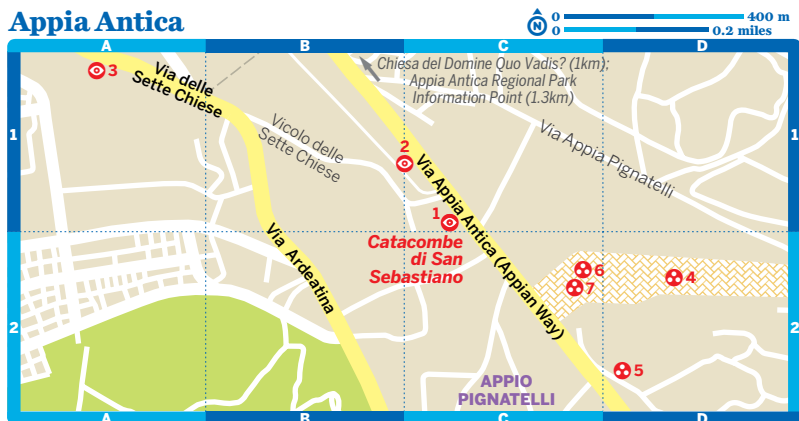 Appia Antica
N
0 400 m
0 0.2 miles
A B C D
3
Via delle
Sette Chiese
Chiesa del Domine Quo Vadis? (1km);
Appia Antica Regional Park
Information Point (1.3km)
1
1
Vicolo delle
Sette Chiese
2
Via Appia Pignatelli
Via Appia Antica (Appian Way)
1
Catacombe
di San
Sebastiano
Via Ardeatina
6
4
7
2
2
5
APPIO
PIGNATELLI
A B C D